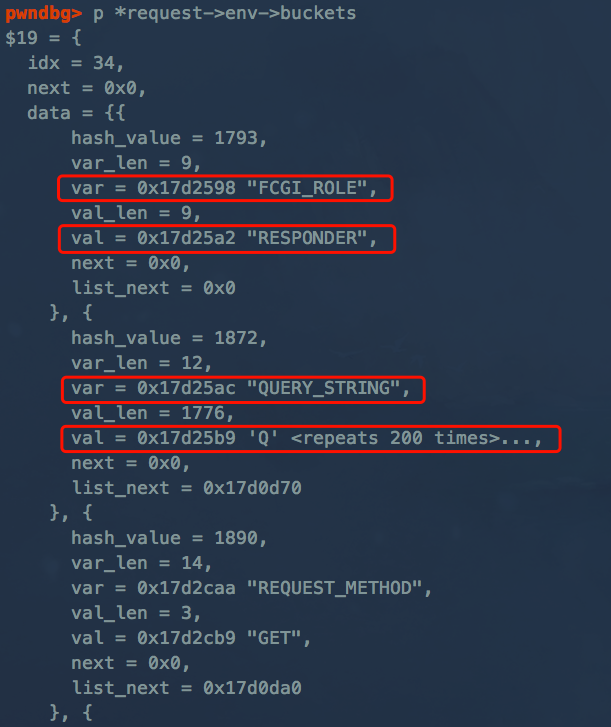 pwndbg> p *request->env->buckets
$19 = {
idx = 34,
next = 0x0,
data = {{
hash_value = 1793,
var_len = 9,
var = 0x17d2598 "FCGI_ROLE",
val_len = 9,
val = 0x17d25a2 "RESPONDER",
next = 0x0,
list_next = 0x0
}, {
hash_value = 1872,
var_len = 12,
var = 0x17d25ac "QUERY_STRING",
val_len = 1776,
val = 0x17d25b9 'Q' <repeats 200 times>...,
next = 0x0,
list_next = 0x17d0d70
}, {
hash_value = 1890,
var_len = 14,
var = 0x17d2caa "REQUEST_METHOD",
val_len = 3,
val = 0x17d2cb9 "GET",
next = 0x0,
list_next = 0x17d0da0
}, {